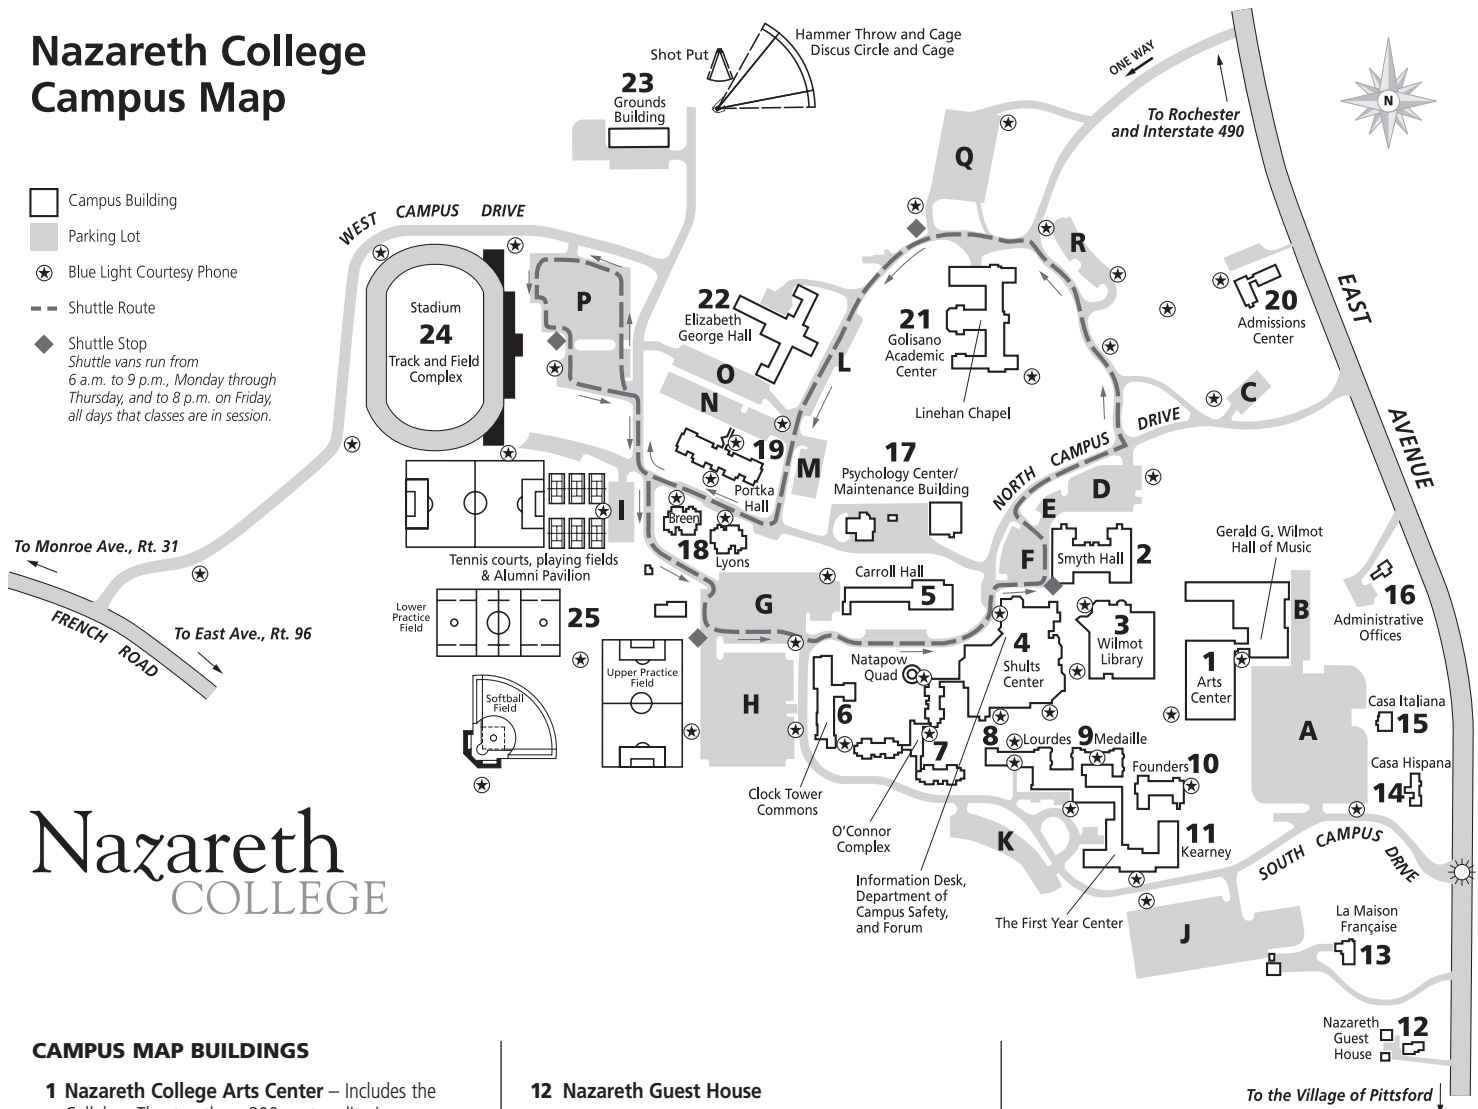 Nazareth College
Campus Map
Campus Building
Parking Lot
Blue Light Courtesy Phone
Shuttle Route
Shuttle Stop
Shuttle vans run from
6 a.m. to 9 p.m., Monday through
Thursday, and to 8 p.m. on Friday,
all days that classes are in session.
Shot Put
Hammer Throw and Cage
Discus Circle and Cage
23
Grounds
Building
ONE WAY
To Rochester
and Interstate 490
N
WEST CAMPUS DRIVE
Q
R
P
Stadium
24
Track and Field
Complex
22
Elizabeth
George Hall
21
Golisano
Academic
Center
Linehan Chapel
20
Admissions
Center
EAST AVENUE
L
O
N
C
M
19
Portka
Hall
17
Psychology Center/
Maintenance Building
NORTH CAMPUS DRIVE
D
E
F
I
Breen
18
Lyons
Smyth Hall
2
Gerald G. Wilmot
Hall of Music
To Monroe Ave., Rt. 31
Tennis courts, playing fields
& Alumni Pavilion
Carroll Hall
5
G
B
16
Administrative
Offices
Lower
Practice
Field
25
FRENCH ROAD
To East Ave., Rt. 96
4
Shults
Center
3
Wilmot
Library
1
Arts
Center
Natapow
Quad
Upper Practice
Field
Softball
Field
H
6
7
8
Lourdes
9
Medaille
Founders
10
A
Casa Italiana
15
Casa Hispana
14
Clock Tower
Commons
O'Connor
Complex
K
11
Kearney
SOUTH CAMPUS DRVE
Nazareth
COLLEGE
Information Desk,
Department of
Campus Safety,
and Forum
The First Year Center
J
La Maison
Française
13
Nazareth
Guest
House
12
To the Village of Pittsford
CAMPUS MAP BUILDINGS
1 Nazareth College Arts Center – Includes the
12 Nazareth Guest House